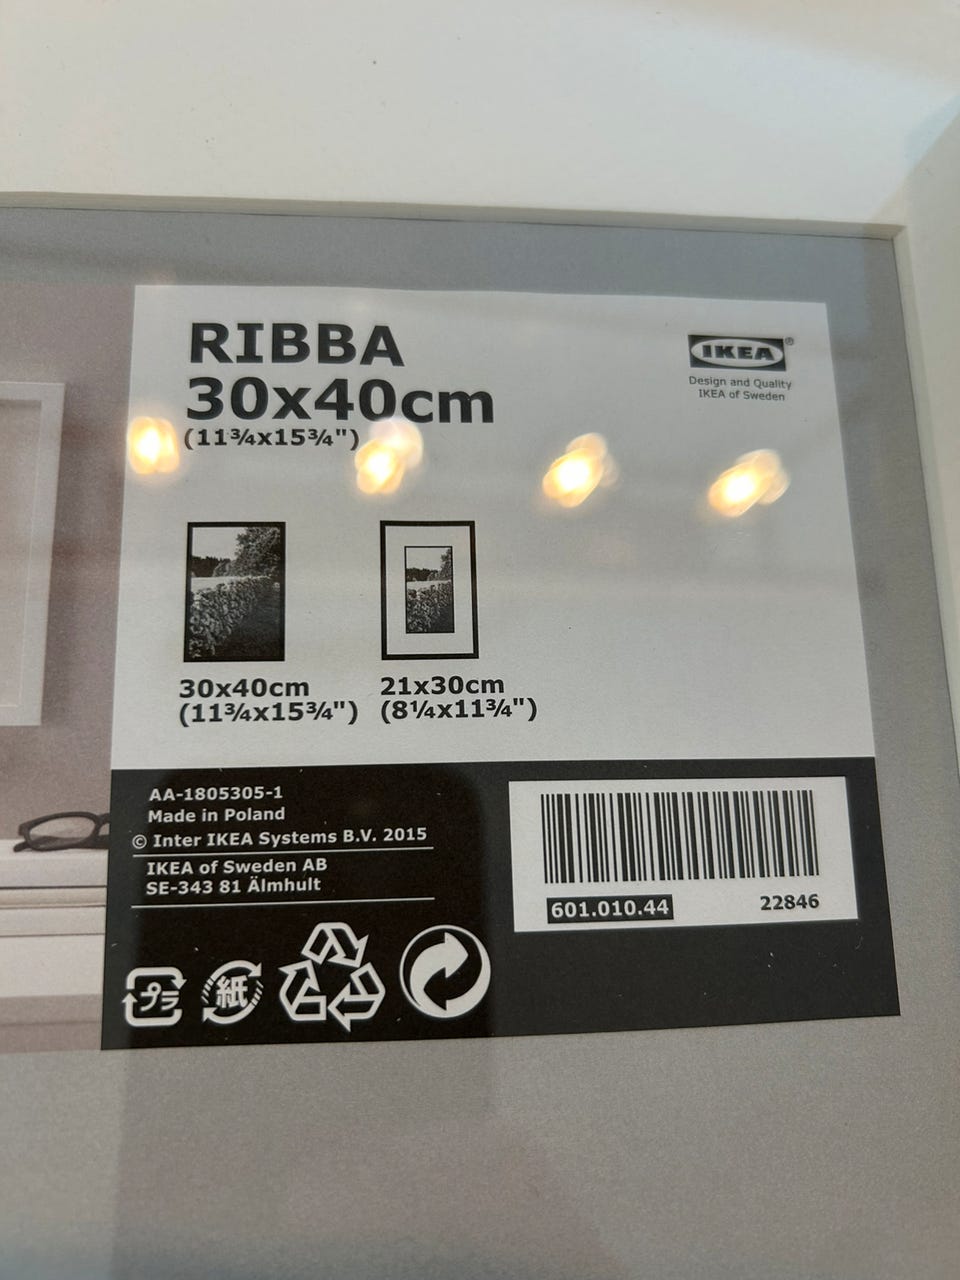 RIBBA
30x40cm
(11¾x15¾")
IKEA®
Design and Quality
IKEA of Sweden
30x40cm
(11¾x15¾")
21x30cm
(8¼x11¾")
AA-1805305-1
Made in Poland
© Inter IKEA Systems B.V. 2015
IKEA of Sweden AB
SE-343 81 Älmhult
プラ
紙
601.010.44
22846